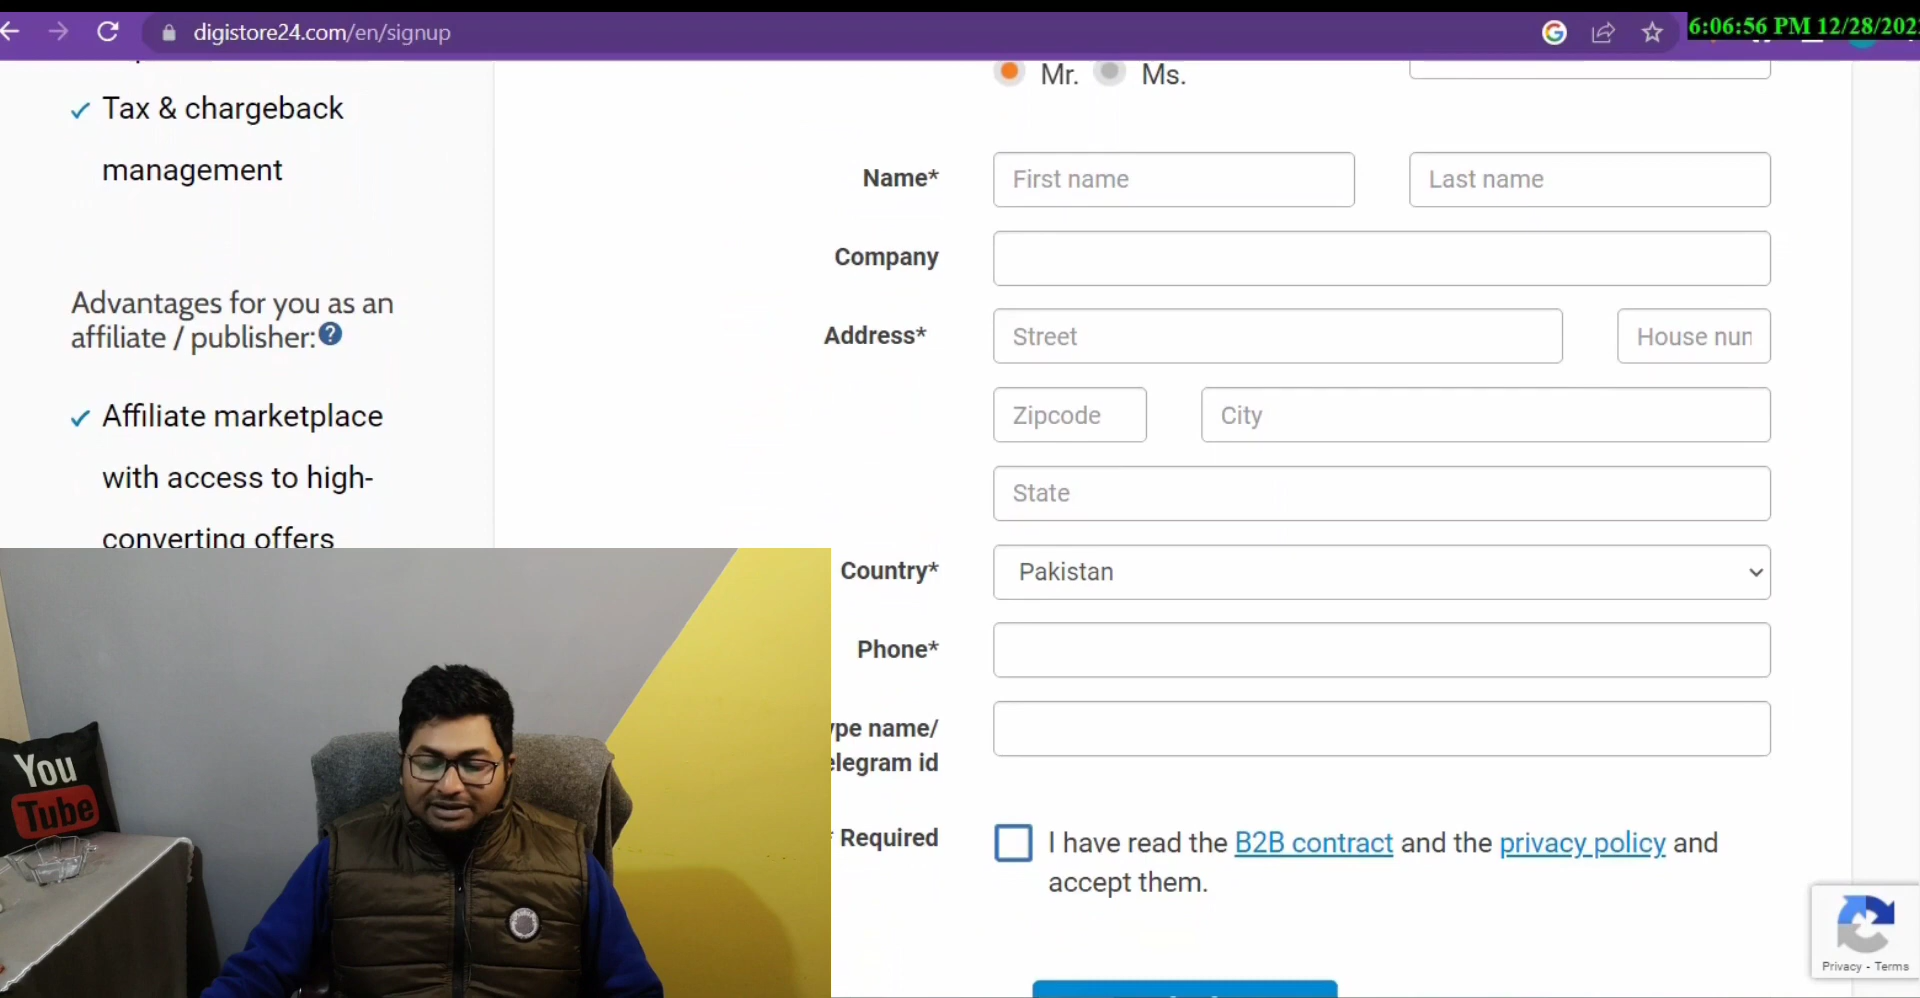 digistore24.com/en/signup
6:06:56 PM 12/28/202
Mr. Ms.
Tax & chargeback
management
Name* First name Last name
Company
Advantages for you as an
affiliate / publisher:?
Address* Street House nun
Zipcode City
Affiliate marketplace
with access to high-
converting offers
State
Country* Pakistan
Phone*
ype name/
elegram id
* Required
I have read the B2B contract and the privacy policy and
accept them.
Privacy - Terms
You
Tube